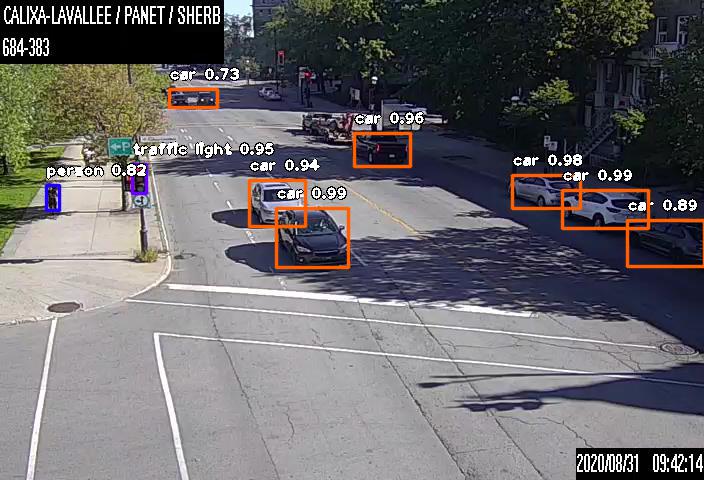 CALIXA-LAVALLEE / PANET / SHERB
684-383
car 0.73
car 0.96
traffic light 0.95
person 0.82
car 0.94
car 0.98
car 0.99
car 0.99
car 0.89
P
2020/08/31 09:42:14